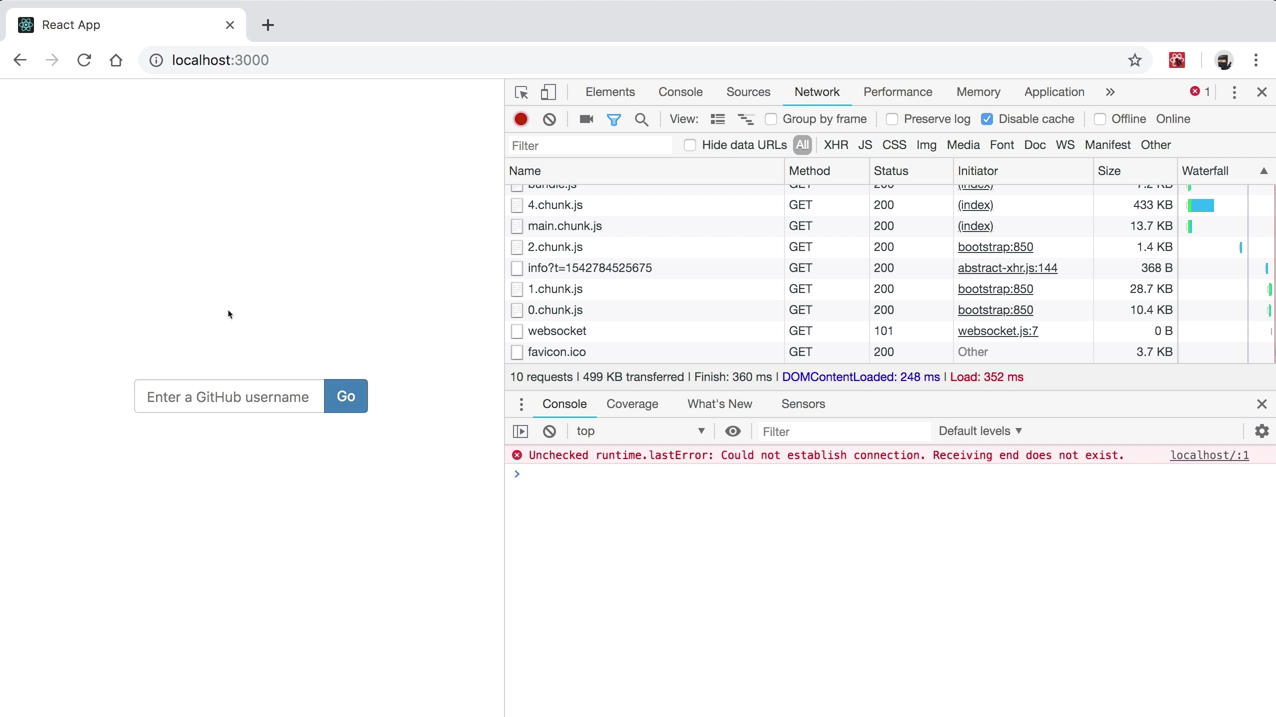 React App
localhost:3000
Elements Console Sources Network Performance Memory Application » 1
View: Group by frame Preserve log Disable cache Offline Online
Filter Hide data URLs All XHR JS CSS Img Media Font Doc WS Manifest Other
Name Method Status Initiator Size Waterfall
bundle.js GET 200 (index) 7.2 KB
4.chunk.js GET 200 (index) 433 KB
main.chunk.js GET 200 (index) 13.7 KB
2.chunk.js GET 200 bootstrap:850 1.4 KB
info?t=1542784525675 GET 200 abstract-xhr.js:144 368 B
1.chunk.js GET 200 bootstrap:850 28.7 KB
0.chunk.js GET 200 bootstrap:850 10.4 KB
websocket GET 101 websocket.js:7 0 B
favicon.ico GET 200 Other 3.7 KB
10 requests | 499 KB transferred | Finish: 360 ms | DOMContentLoaded: 248 ms | Load: 352 ms
Console Coverage What's New Sensors
top Filter Default levels
Unchecked runtime.lastError: Could not establish connection. Receiving end does not exist. localhost/:1
Enter a GitHub username Go